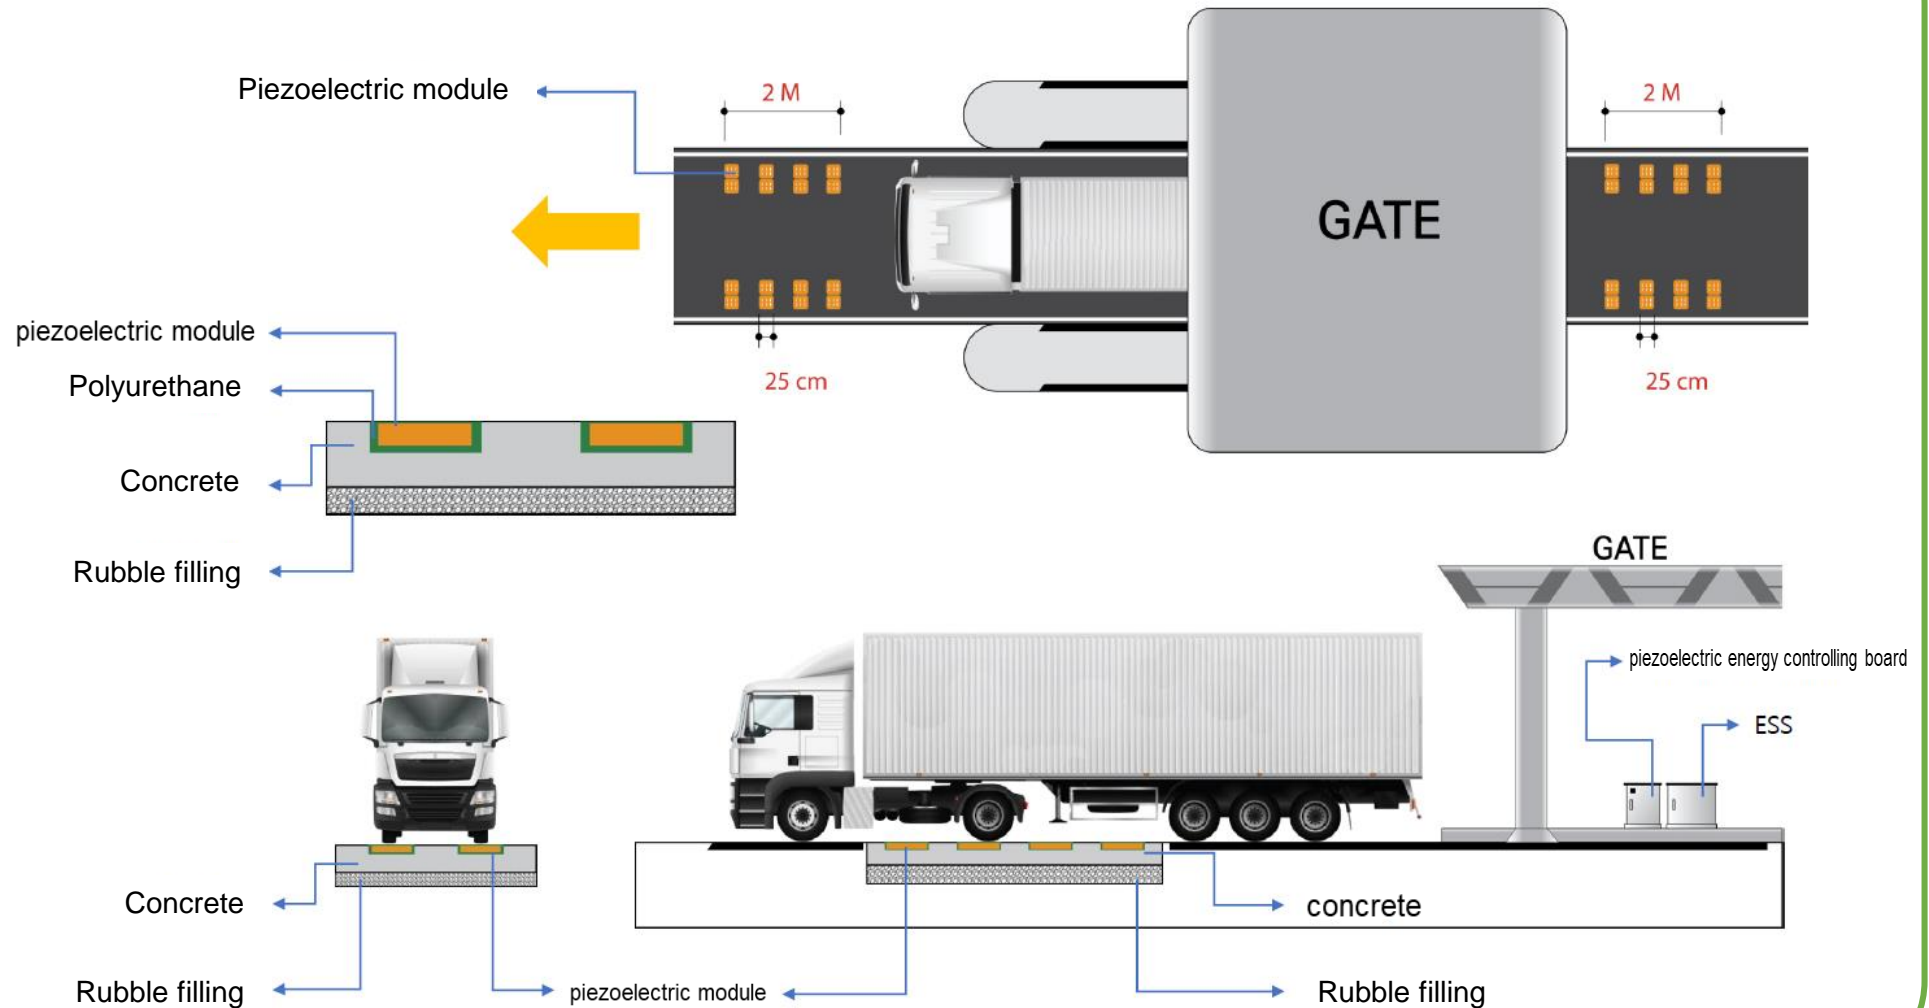 Piezoelectric module
2 M
2 M
GATE
25 cm
25 cm
piezoelectric module
Polyurethane
Concrete
Rubble filling
GATE
piezoelectric energy controlling board
ESS
Concrete
concrete
Rubble filling
piezoelectric module
Rubble filling